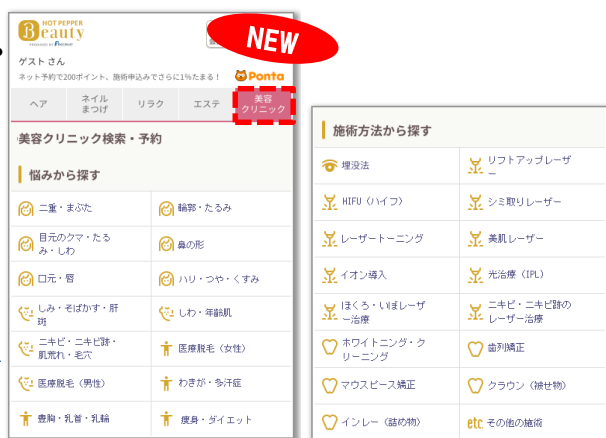 HOT PEPPER
Beauty
PRODUCED BY RECRUIT
NEW
ゲスト さん
ネット予約で200ポイント、施術申込みでさらに1%たまる！
Ponta
ヘア
ネイル
まつげ
リラク
エステ
美容
クリニック
美容クリニック検索・予約
悩みから探す
二重・まぶた
輪郭・たるみ
目元のクマ・たる
み・しわ
鼻の形
口元・唇
ハリ・つや・くすみ
しみ・そばかす・肝
斑
しわ・年齢肌
ニキビ・ニキビ跡・
肌荒れ・毛穴
医療脱毛（女性）
医療脱毛（男性）
わきが・多汗症
豊胸・乳首・乳輪
痩身・ダイエット
施術方法から探す
埋没法
リフトアップレーザ
ー
HIFU（ハイフ）
シミ取りレーザー
レーザートーニング
美肌レーザー
イオン導入
光治療（IPL）
ほくろ・いぼレーザ
ー治療
ニキビ・ニキビ跡の
レーザー治療
ホワイトニング・ク
リーニング
歯列矯正
マウスピース矯正
クラウン（被せ物）
インレー（詰め物）
etc その他の施術